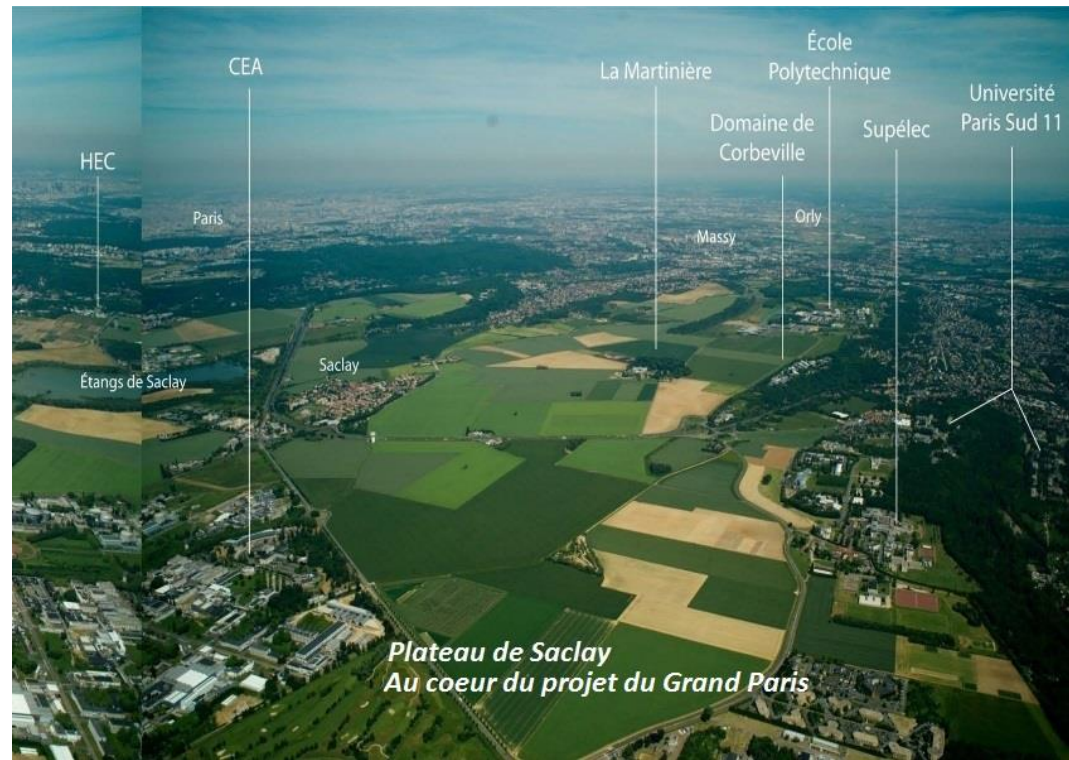 École
Polytechnique
CEA
La Martinière
Université
Paris Sud 11
Domaine de
Corbeville
Supélec
HEC
Paris
Orly
Massy
Saclay
Étangs de Saclay
Plateau de Saclay
Au coeur du projet du Grand Paris